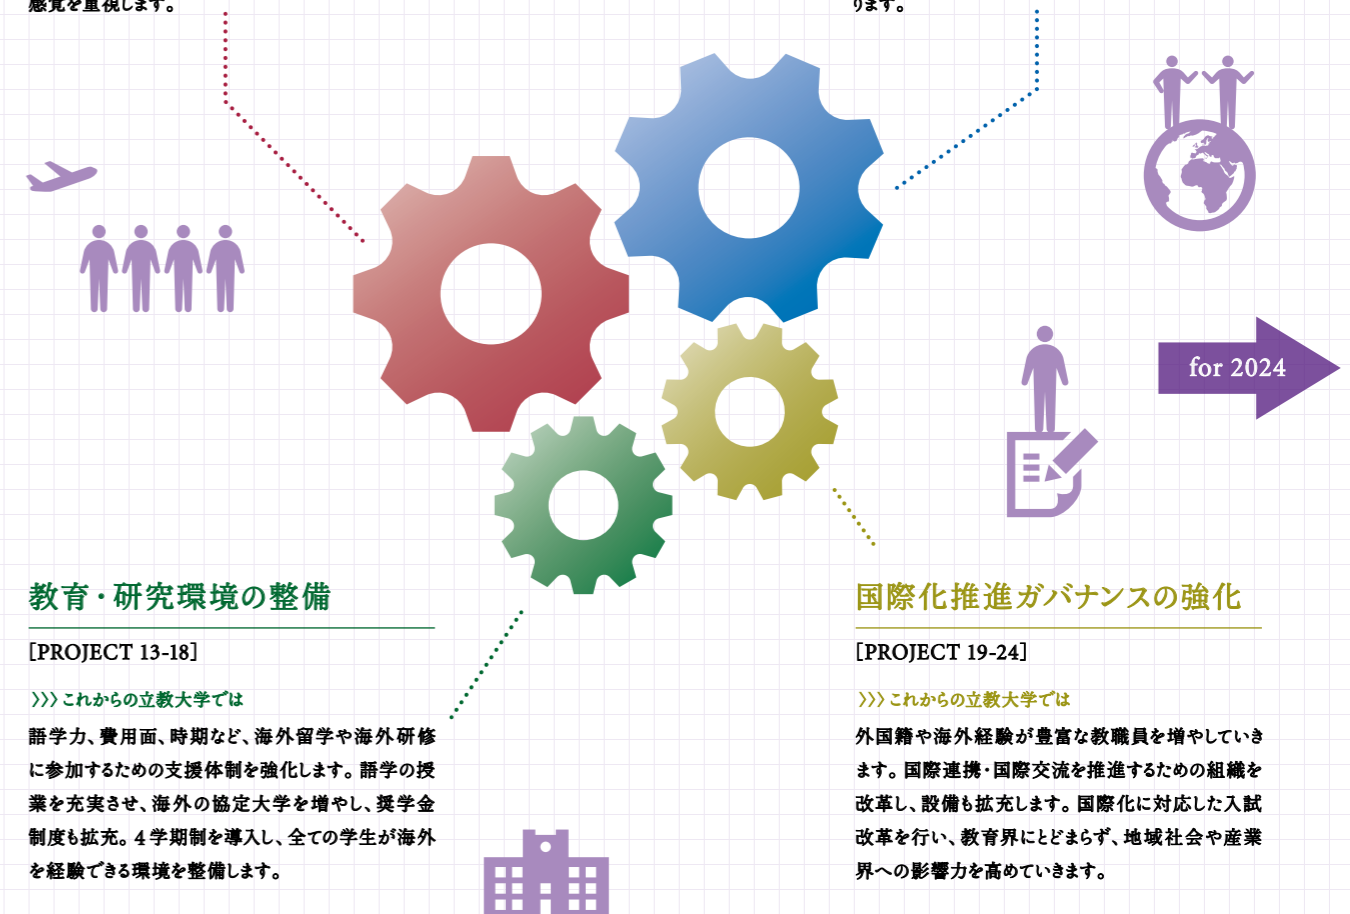 感覚を重視します。
ります。
for 2024
教育・研究環境の整備
[PROJECT 13-18]
〉〉〉これからの立教大学では
語学力、費用面、時期など、海外留学や海外研修
に参加するための支援体制を強化します。語学の授
業を充実させ、海外の協定大学を増やし、奨学金
制度も拡充。４学期制を導入し、全ての学生が海外
を経験できる環境を整備します。
国際化推進ガバナンスの強化
[PROJECT 19-24]
〉〉〉これからの立教大学では
外国籍や海外経験が豊富な教職員を増やしていき
ます。国際連携・国際交流を推進するための組織を
改革し、設備も拡充します。国際化に対応した入試
改革を行い、教育界にとどまらず、地域社会や産業
界への影響力を高めていきます。